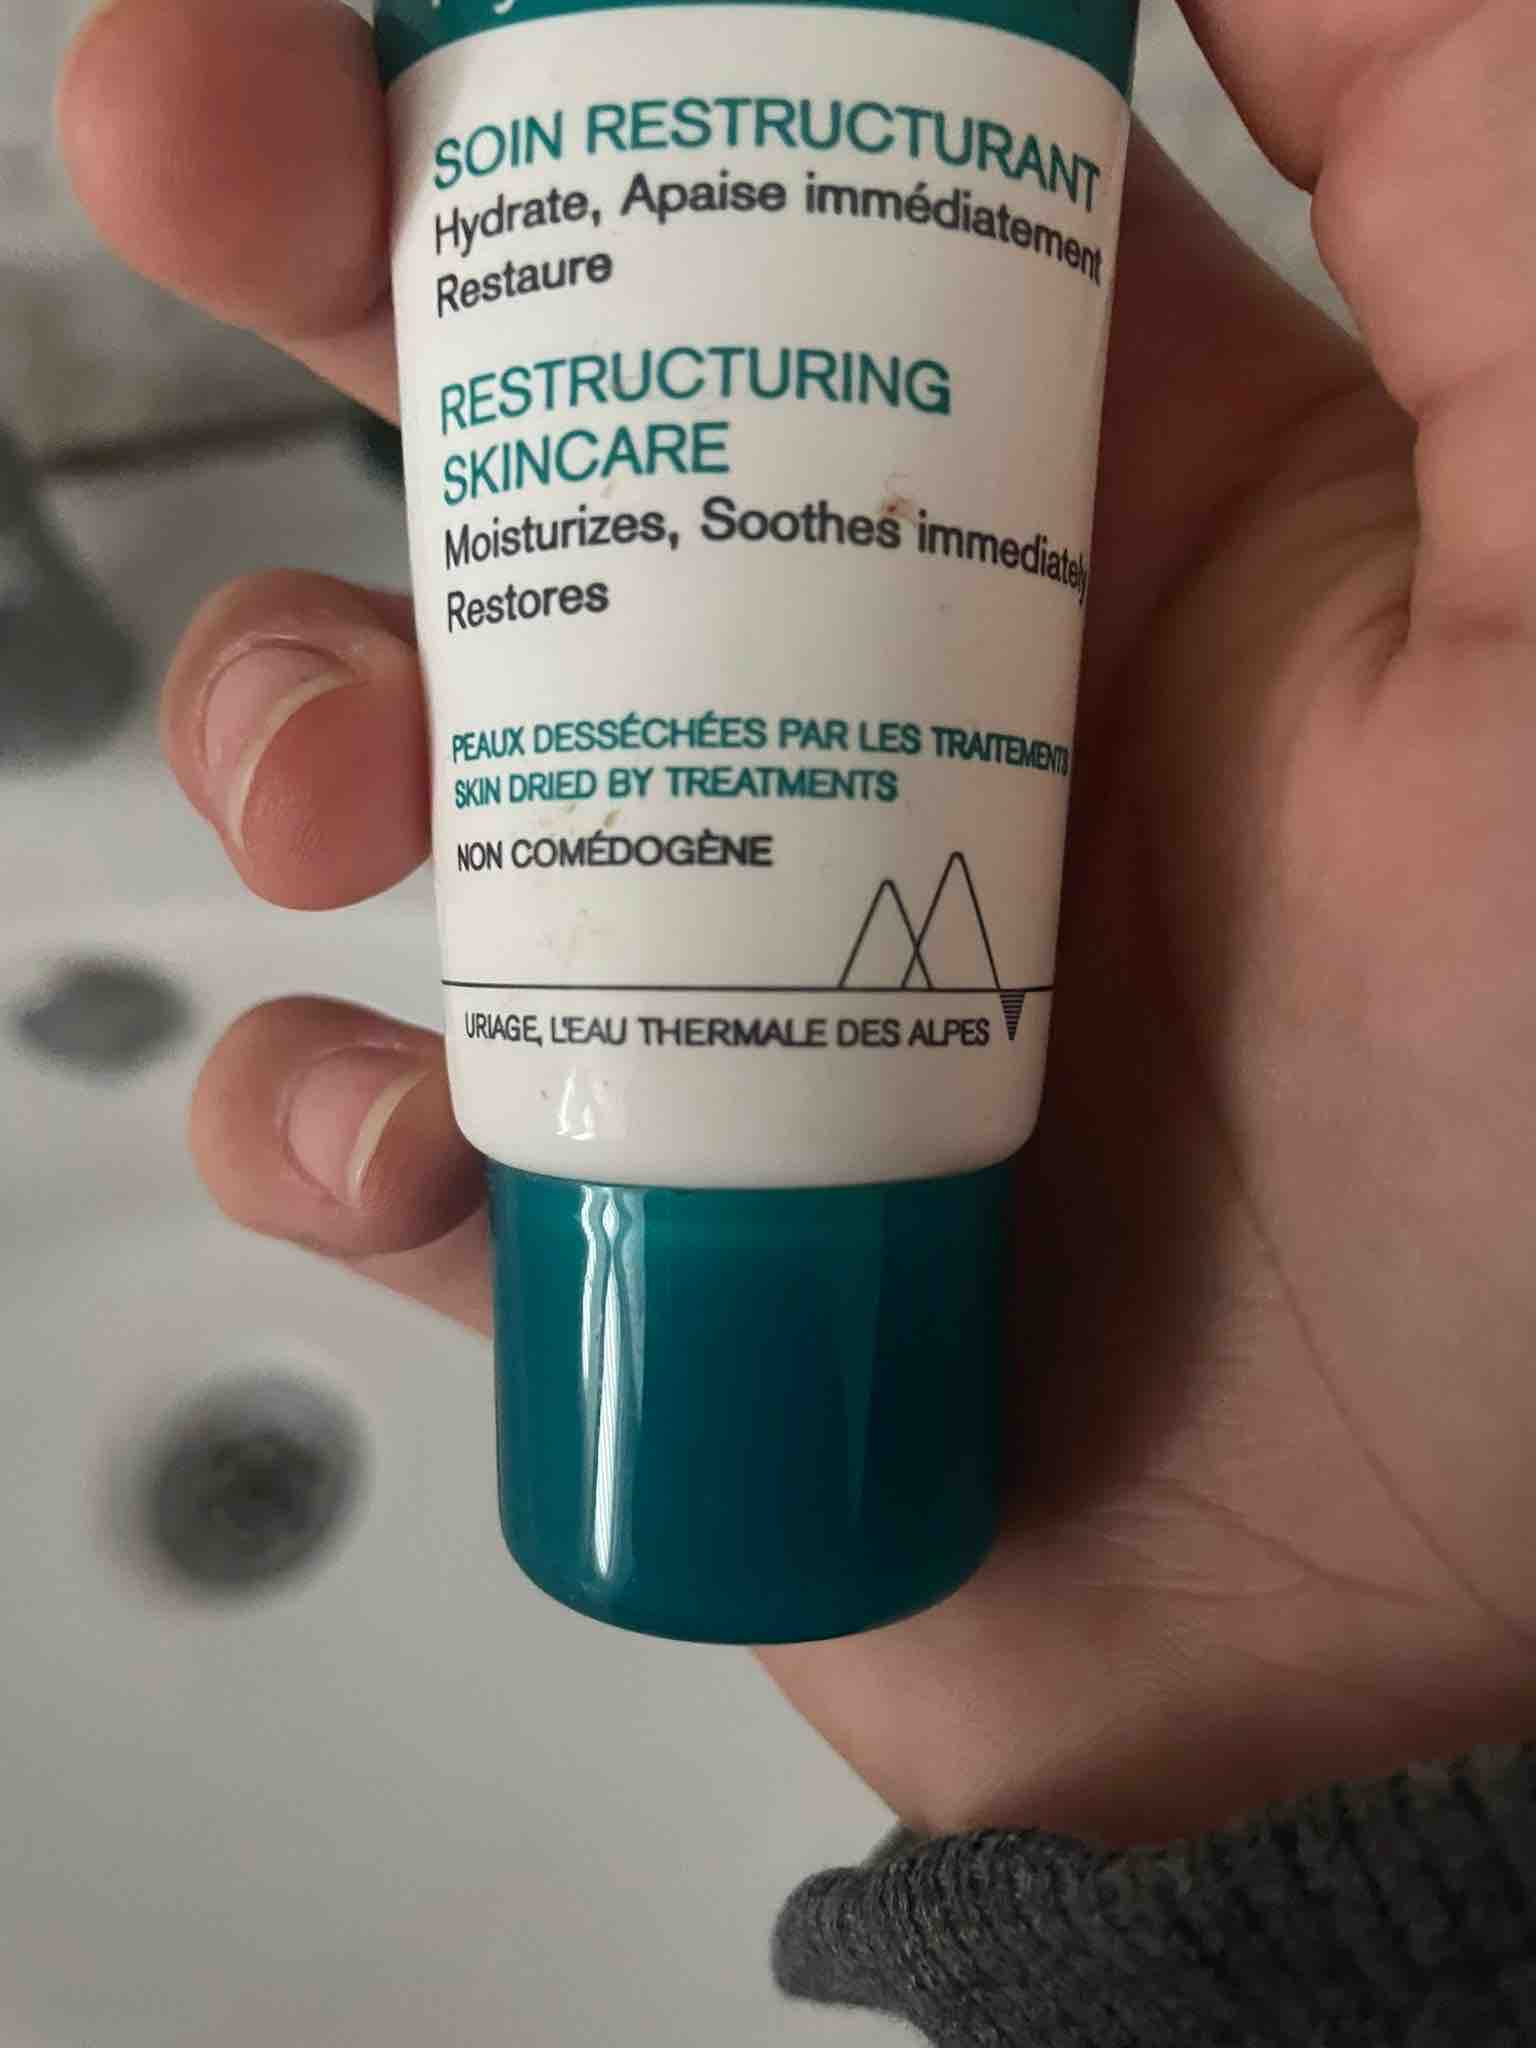 SOIN RESTRUCTURANT
Hydrate, Apaise immédiatement
Restaure
RESTRUCTURING
SKINCARE
Moisturizes, Soothes immediately
Restores
PEAUX DESSÉCHÉES PAR LES TRAITEMENTS
SKIN DRIED BY TREATMENTS
NON COMÉDOGÈNE
URIAGE, L'EAU THERMALE DES ALPES